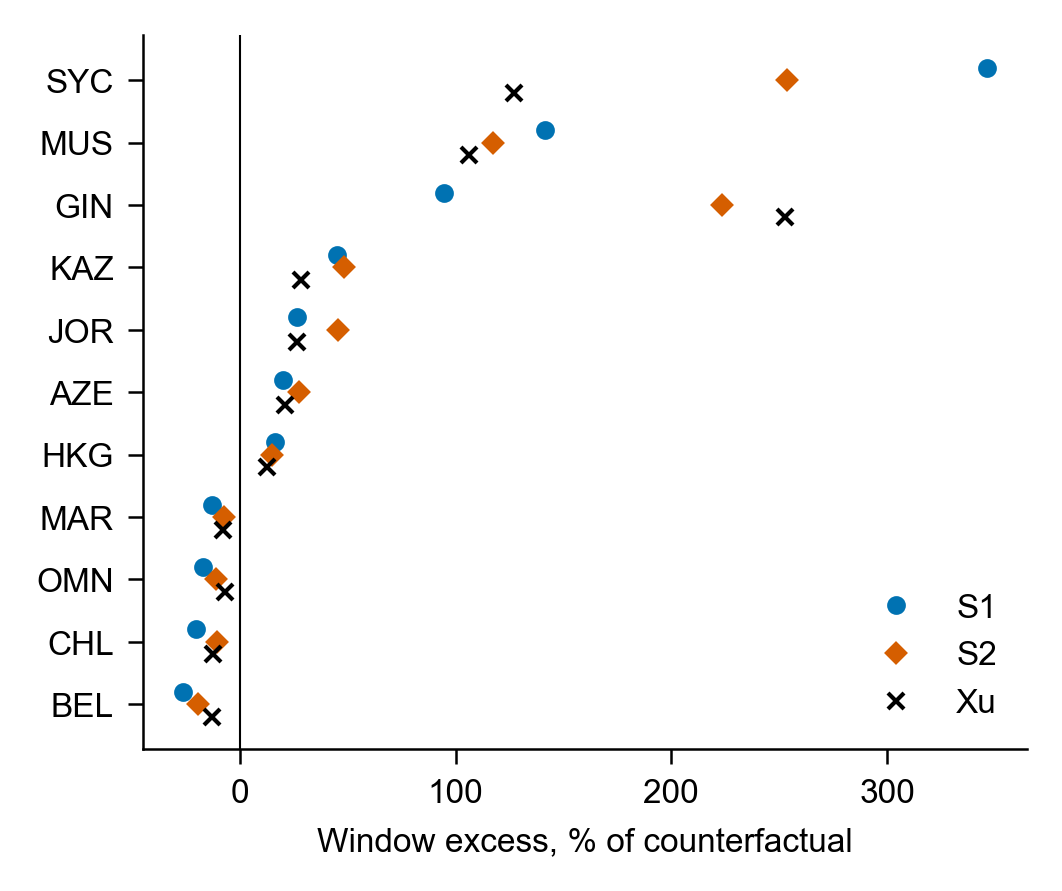 SYC
MUS
GIN
KAZ
JOR
AZE
HKG
MAR
OMN
CHL
BEL
S1
S2
Xu
0 100 200 300
Window excess, % of counterfactual